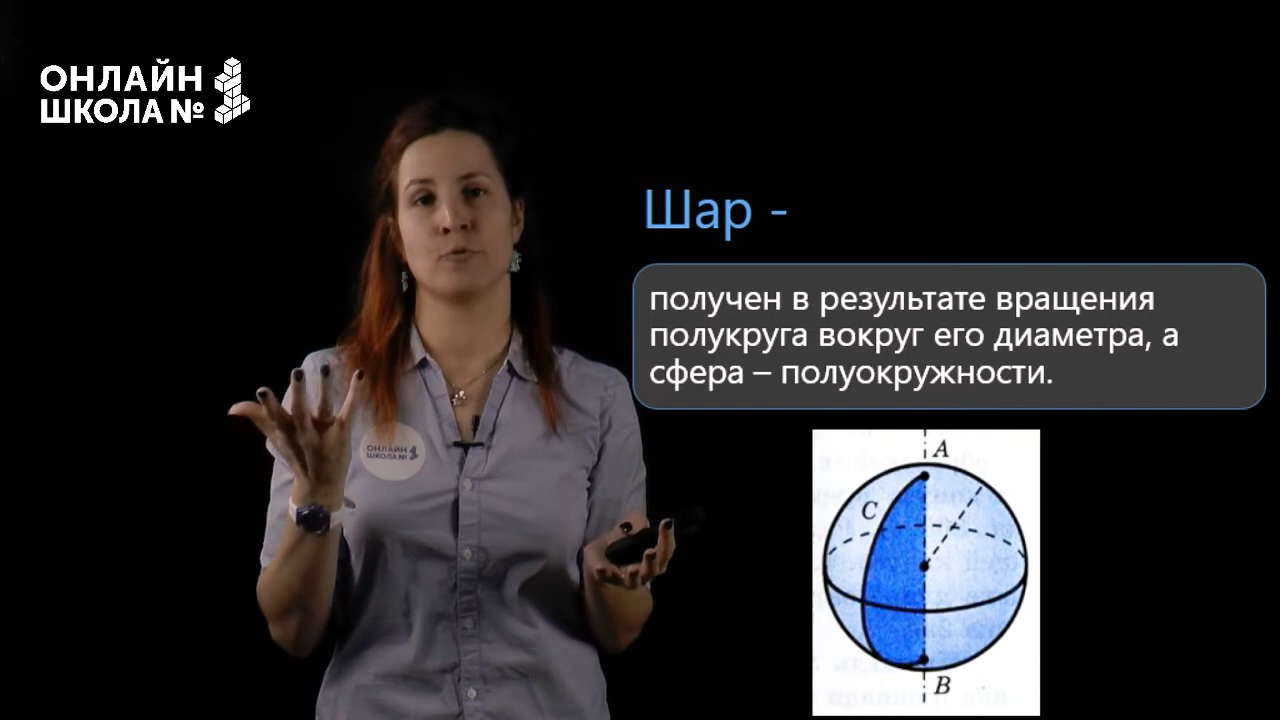 ОНЛАЙН
ШКОЛА №
Шар -
получен в результате вращения
полукруга вокруг его диаметра, а
сфера – полуокружности.
ОНЛАЙН
ШКОЛА №
A
C
B